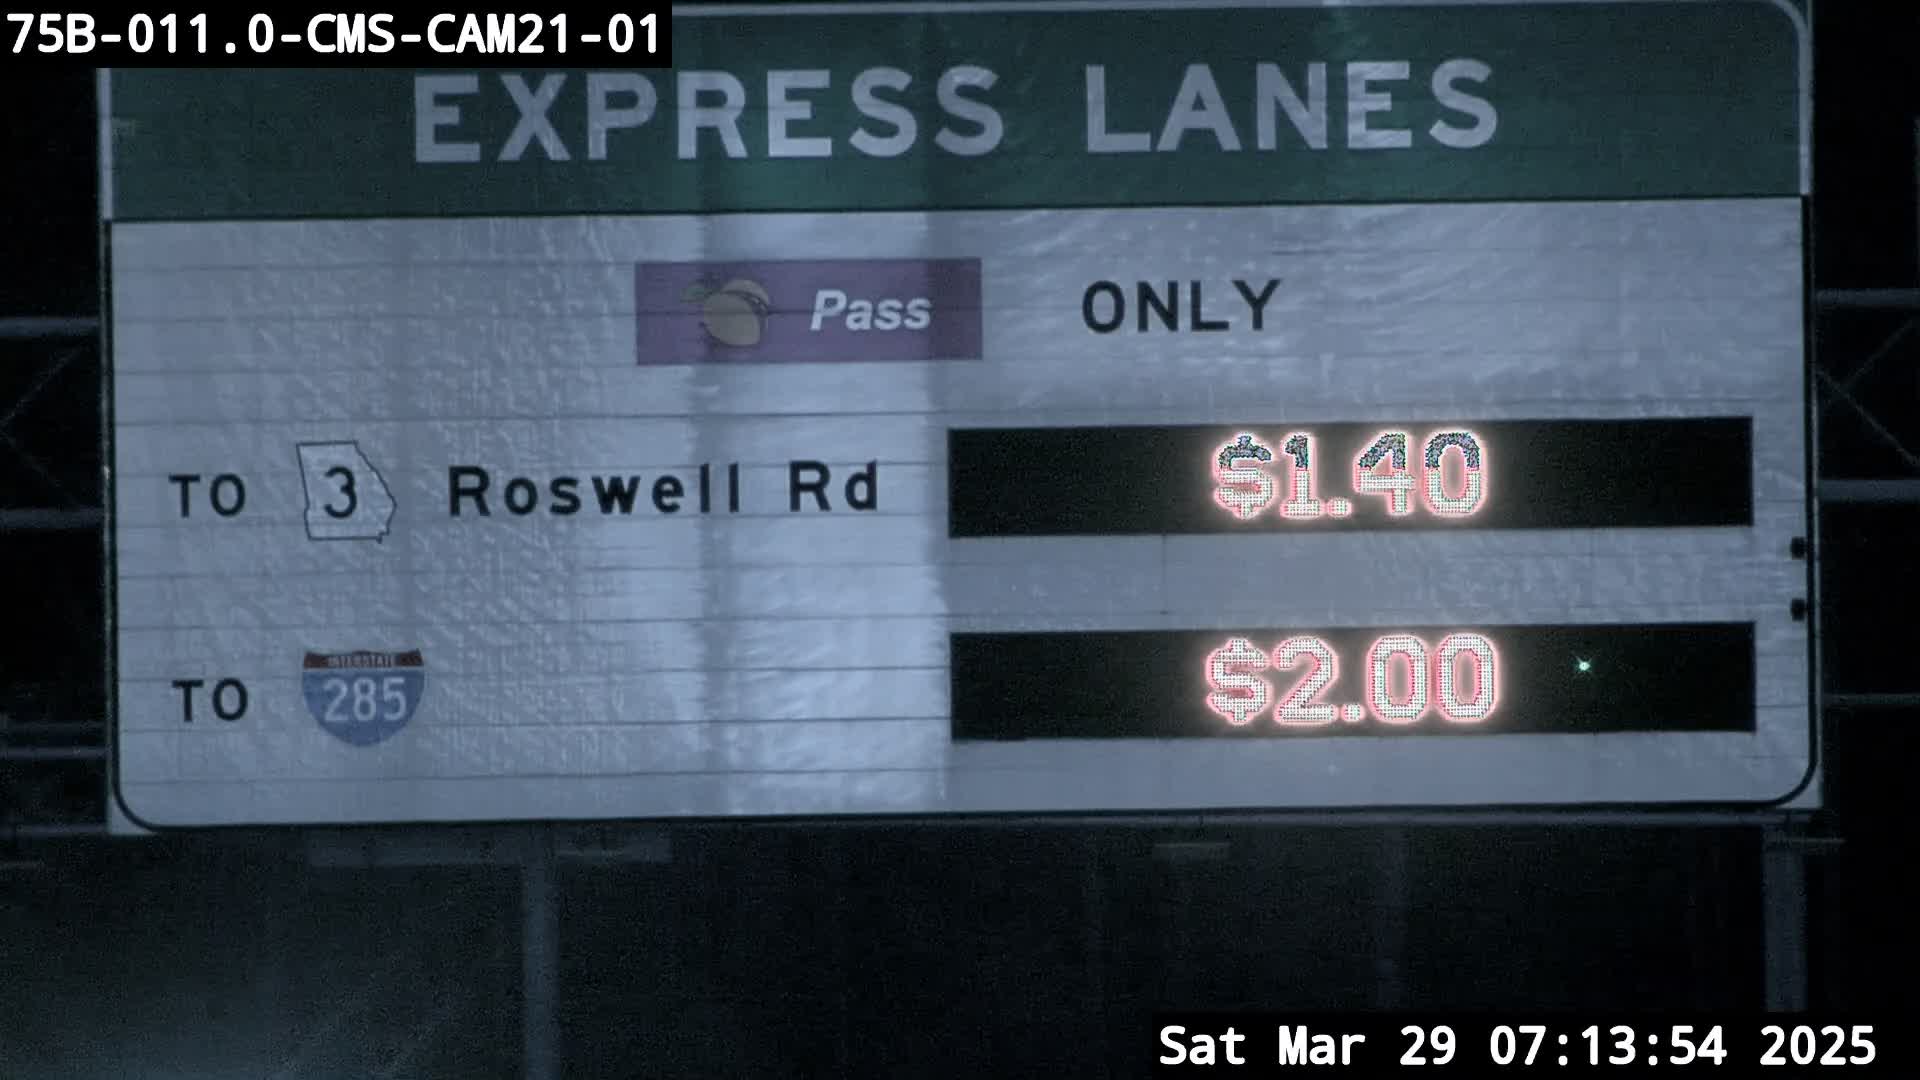 75B-011.0-CMS-CAM21-01
EXPRESS LANES
Pass ONLY
TO 3 Roswell Rd $1.40
TO INTERSTATE 285 $2.00
Sat Mar 29 07:13:54 2025